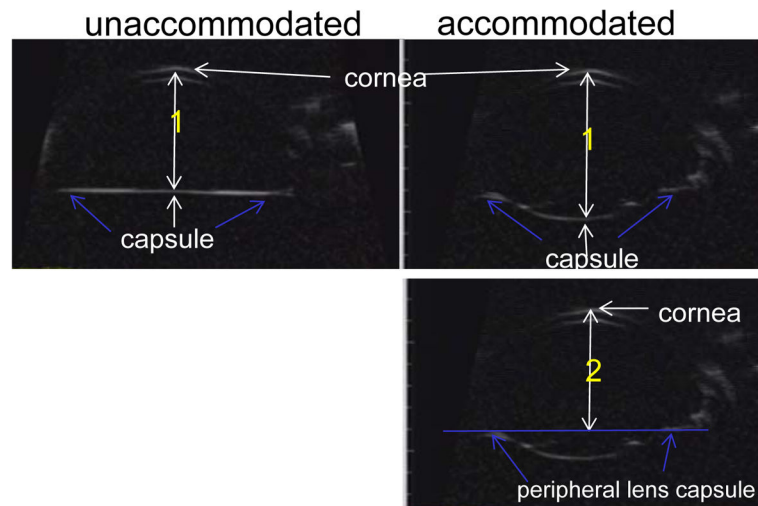 unaccommodated
accommodated
cornea
1
1
capsule
capsule
cornea
2
peripheral lens capsule